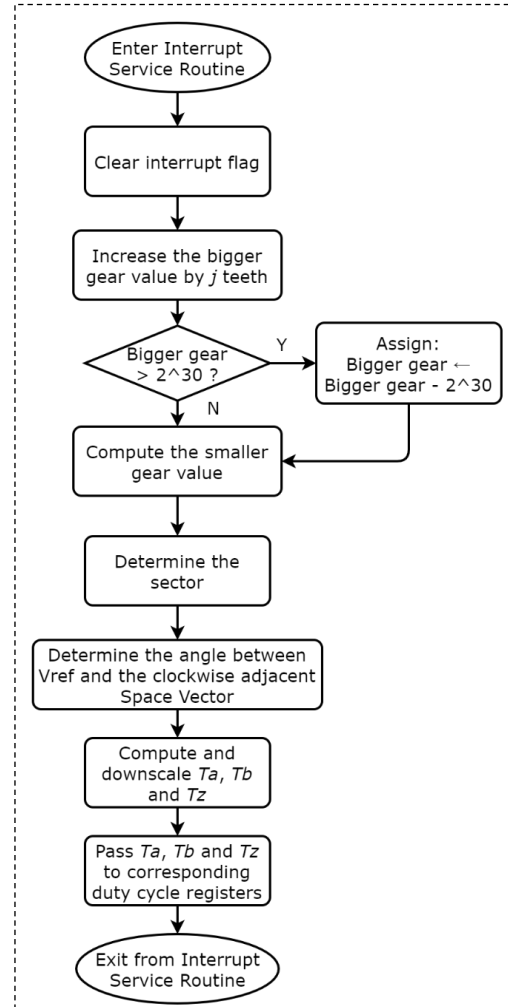 Enter Interrupt
Service Routine
Clear interrupt flag
Increase the bigger
gear value by j teeth
Bigger gear
> 2^30 ?
Y
Assign:
Bigger gear ←
Bigger gear - 2^30
N
Compute the smaller
gear value
Determine the
sector
Determine the angle between
Vref and the clockwise adjacent
Space Vector
Compute and
downscale Ta, Tb
and Tz
Pass Ta, Tb and Tz
to corresponding
duty cycle registers
Exit from Interrupt
Service Routine